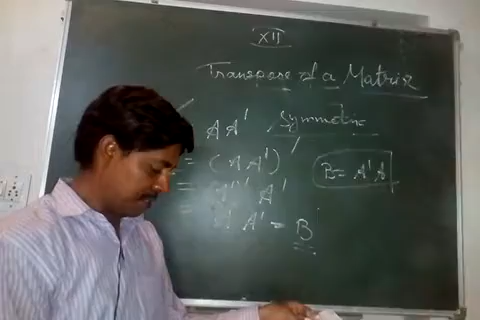 XII
Transpose of a Matrix
AA' , Symmetric
= (AA')'
B = A'A
= A'' A'
= A' = B